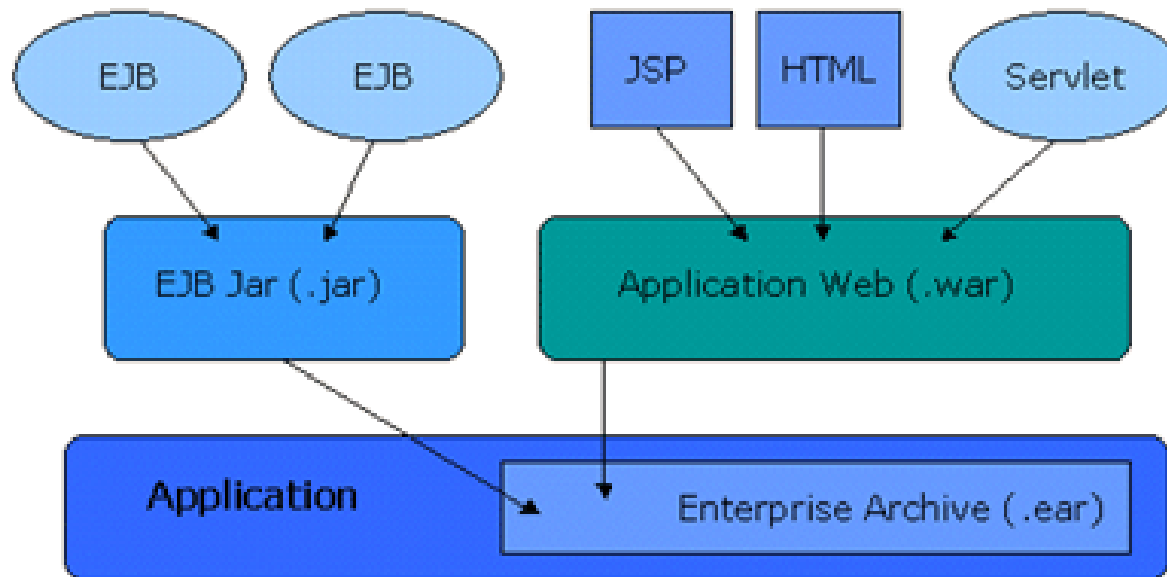 EJB
EJB
JSP
HTML
Servlet
EJB Jar (.jar)
Application Web (.war)
Application
Enterprise Archive (.ear)